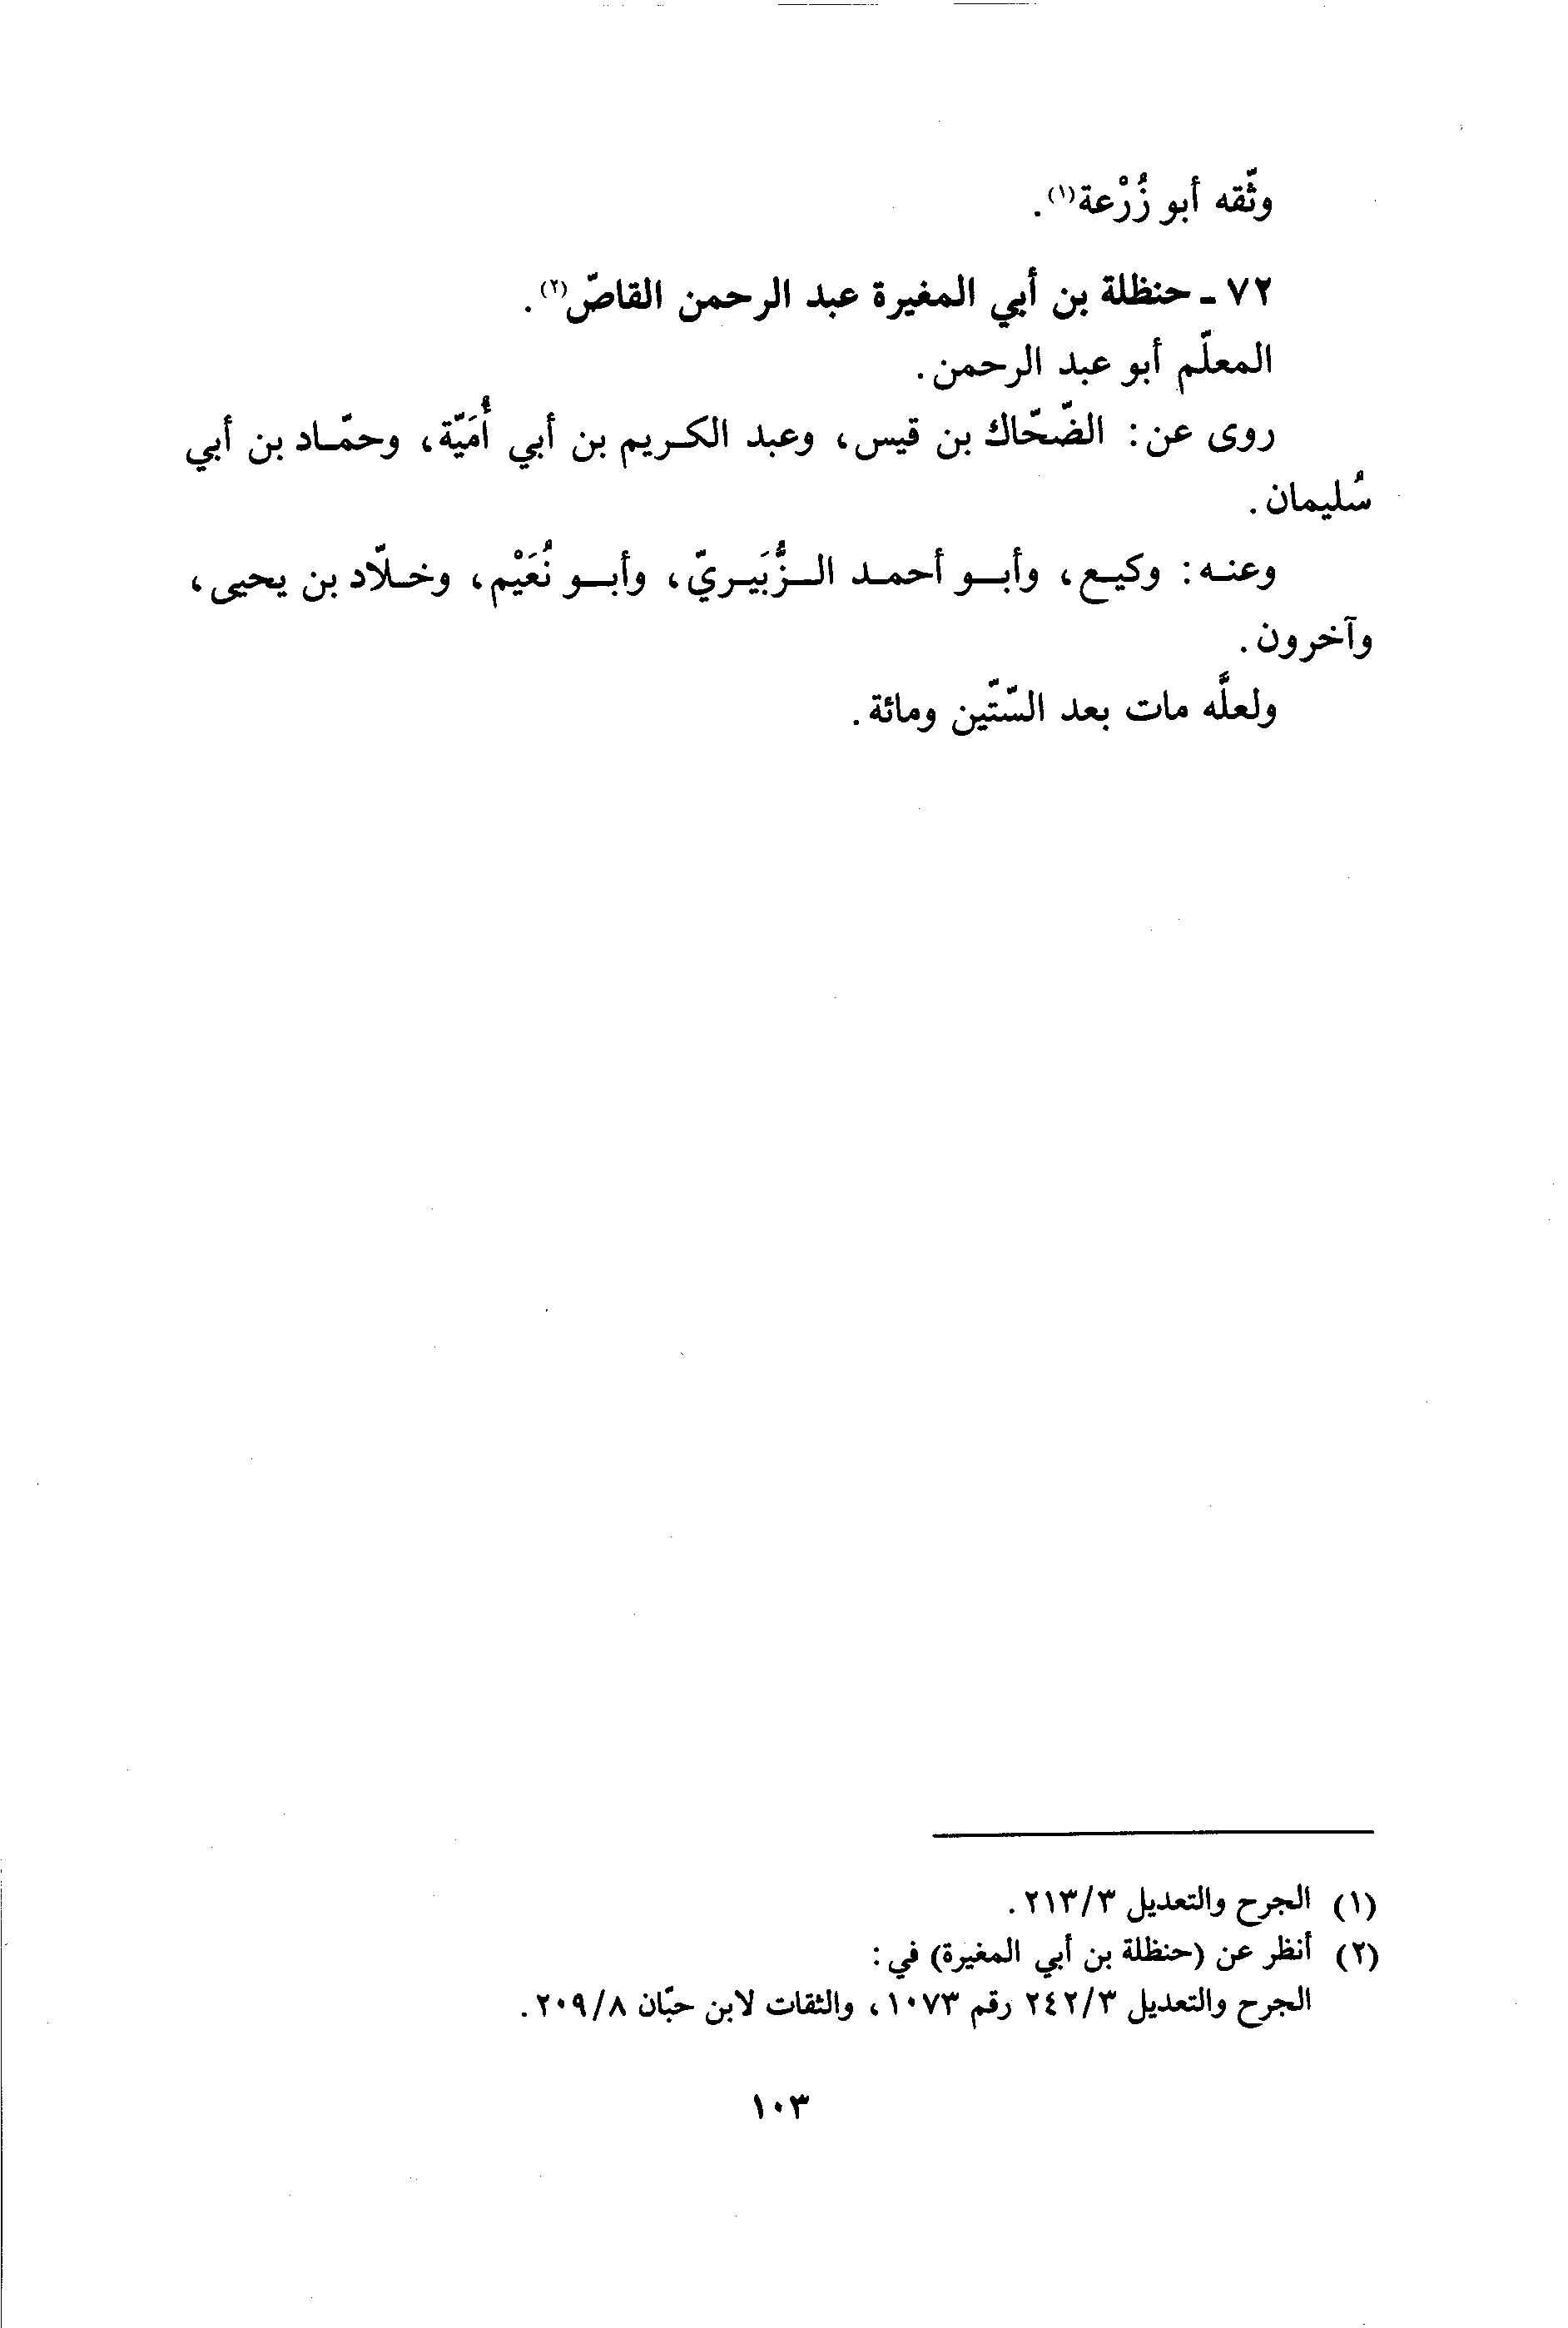 وثّقه أبو زُرْعة(١).
٧٢ ـ حنظلة بن أبي المغيرة عبد الرحمن القاصّ(٢).
المعلّم أبو عبد الرحمن.
روى عن: الضّحّاك بن قيس، وعبد الكريم بن أبي أُمَيّة، وحمّاد بن أبي
سُليمان.
وعنه: وكيع، وأبو أحمد الزُّبَيريّ، وأبو نُعَيْم، وخلّاد بن يحيى،
وآخرون.
ولعلَّه مات بعد السّتّين ومائة.
(١) الجرح والتعديل ٢١٣/٣.
(٢) أنظر عن (حنظلة بن أبي المغيرة) في:
الجرح والتعديل ٢٤٢/٣ رقم ١٠٧٣، والثقات لابن حبّان ٢٠٩/٨.
١٠٣